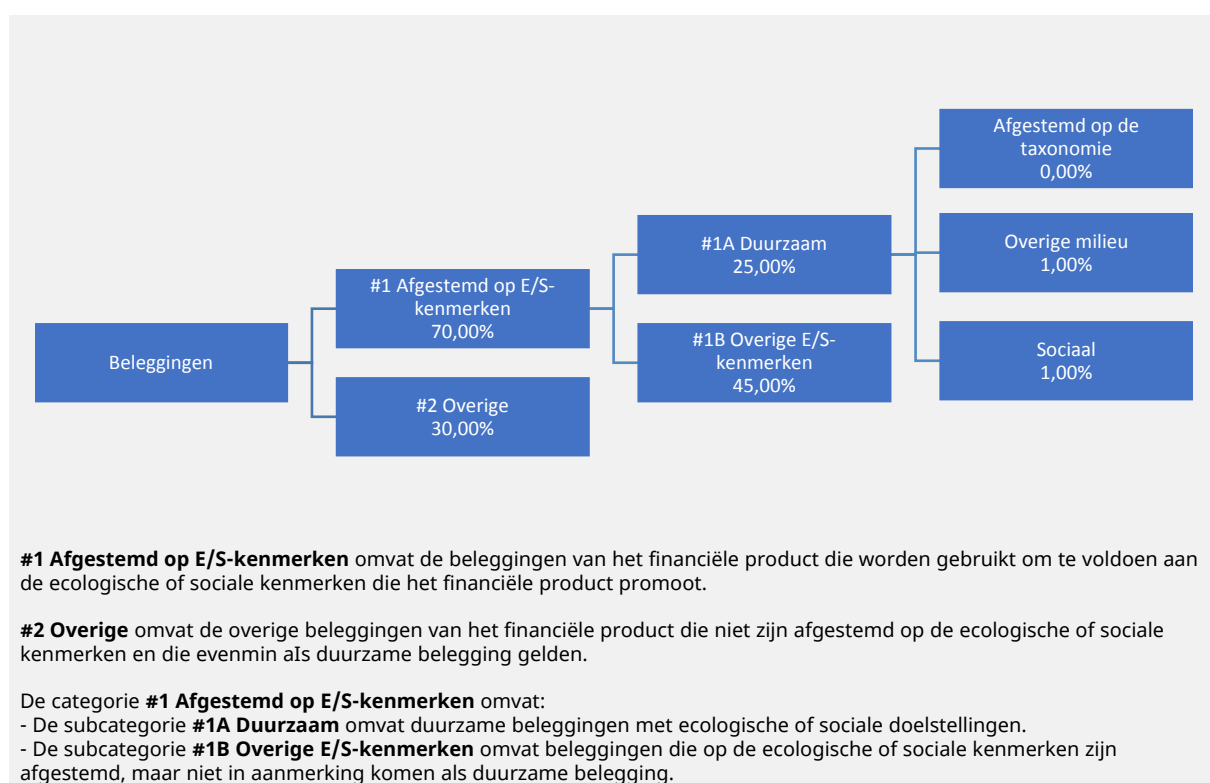 Afgestemd op de
taxonomie
0,00%
#1A Duurzaam
25,00%
Overige milieu
1,00%
#1 Afgestemd op E/S-
kenmerken
70,00%
Beleggingen
#1B Overige E/S-
kenmerken
45,00%
Sociaal
1,00%
#2 Overige
30,00%
#1 Afgestemd op E/S-kenmerken omvat de beleggingen van het financiële product die worden gebruikt om te voldoen aan
de ecologische of sociale kenmerken die het financiële product promoot.
#2 Overige omvat de overige beleggingen van het financiële product die niet zijn afgestemd op de ecologische of sociale
kenmerken en die evenmin aIs duurzame belegging gelden.
De categorie #1 Afgestemd op E/S-kenmerken omvat:
- De subcategorie #1A Duurzaam omvat duurzame beleggingen met ecologische of sociale doelstellingen.
- De subcategorie #1B Overige E/S-kenmerken omvat beleggingen die op de ecologische of sociale kenmerken zijn
afgestemd, maar niet in aanmerking komen als duurzame belegging.